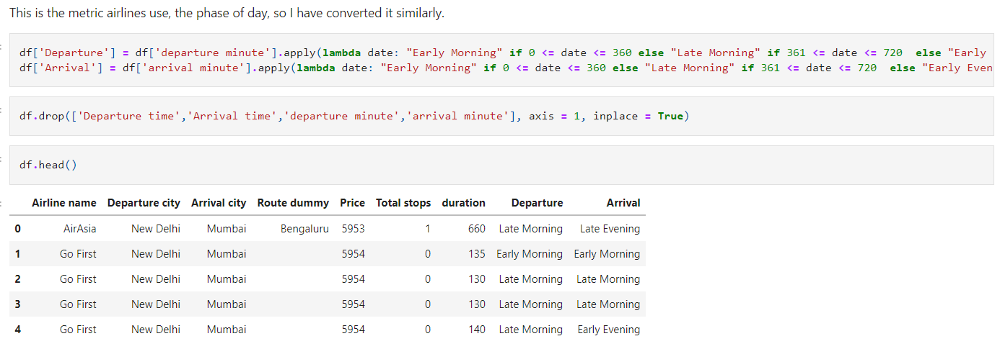 This is the metric airlines use, the phase of day, so I have converted it similarly.
df['Departure'] = df['departure minute'].apply(lambda date: "Early Morning" if 0 <= date <= 360 else "Late Morning" if 361 <= date <= 720  else "Early
df['Arrival'] = df['arrival minute'].apply(lambda date: "Early Morning" if 0 <= date <= 360 else "Late Morning" if 361 <= date <= 720  else "Early Even
df.drop(['Departure time','Arrival time','departure minute','arrival minute'], axis = 1, inplace = True)
df.head()
Airline name Departure city Arrival city Route dummy Price Total stops duration Departure Arrival
0 AirAsia New Delhi Mumbai Bengaluru 5953 1 660 Late Morning Late Evening
1 Go First New Delhi Mumbai 5954 0 135 Early Morning Early Morning
2 Go First New Delhi Mumbai 5954 0 130 Late Morning Late Morning
3 Go First New Delhi Mumbai 5954 0 130 Late Morning Late Morning
4 Go First New Delhi Mumbai 5954 0 140 Late Morning Early Evening